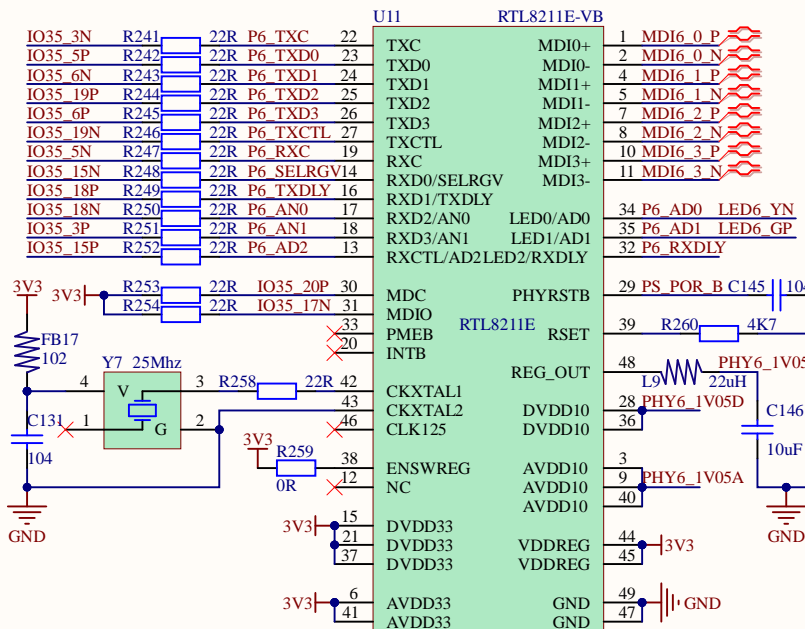 U11 RTL8211E-VB
IO35_3N R241 22R P6_TXC 22 TXC MDI0+ 1 MDI6_0_P
IO35_5P R242 22R P6_TXD0 23 TXD0 MDI0- 2 MDI6_0_N
IO35_6N R243 22R P6_TXD1 24 TXD1 MDI1+ 4 MDI6_1_P
IO35_19P R244 22R P6_TXD2 25 TXD2 MDI1- 5 MDI6_1_N
IO35_6P R245 22R P6_TXD3 26 TXD3 MDI2+ 7 MDI6_2_P
IO35_19N R246 22R P6_TXCTL 27 TXCTL MDI2- 8 MDI6_2_N
IO35_5N R247 22R P6_RXC 19 RXC MDI3+ 10 MDI6_3_P
IO35_15N R248 22R P6_SELRGV 14 RXD0/SELRGV MDI3- 11 MDI6_3_N
IO35_18P R249 22R P6_TXDLY 16 RXD1/TXDLY
IO35_18N R250 22R P6_AN0 17 RXD2/AN0 LED0/AD0 34 P6_AD0 LED6_YN
IO35_3P R251 22R P6_AN1 18 RXD3/AN1 LED1/AD1 35 P6_AD1 LED6_GP
IO35_15P R252 22R P6_AD2 13 RXCTL/AD2 LED2/RXDLY 32 P6_RXDLY
3V3 3V3 R253 22R IO35_20P 30 MDC PHYRSTB 29 PS_POR_B C145 104
R254 22R IO35_17N 31 MDIO
33 PMEB RTL8211E RSET 39 R260 4K7
FB17 102 20 INTB
Y7 25Mhz REG_OUT 48 L9 22uH PHY6_1V05
4 V 3 R258 22R 42 CKXTAL1
43 CKXTAL2 DVDD10 28 PHY6_1V05D
C131 104 1 G 2 46 CLK125 DVDD10 36 C146 10uF
3V3 R259 0R 38 ENSWREG AVDD10 3
12 NC AVDD10 9 PHY6_1V05A
AVDD10 40
GND 3V3 15 DVDD33 GND
21 DVDD33 VDDREG 44 3V3
37 DVDD33 VDDREG 45
3V3 6 AVDD33 GND 49 GND
41 AVDD33 GND 47